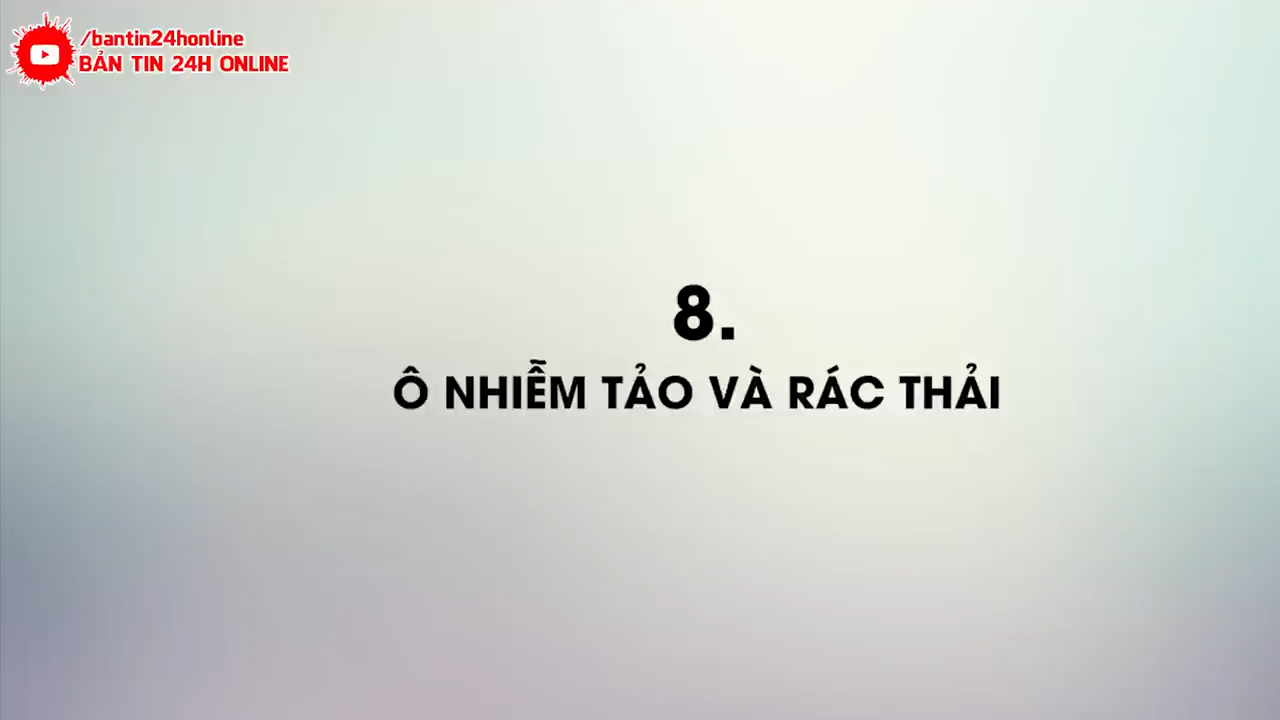 /bantin24honline
BẢN TIN 24H ONLINE
8.
Ô NHIỄM TẢO VÀ RÁC THẢI